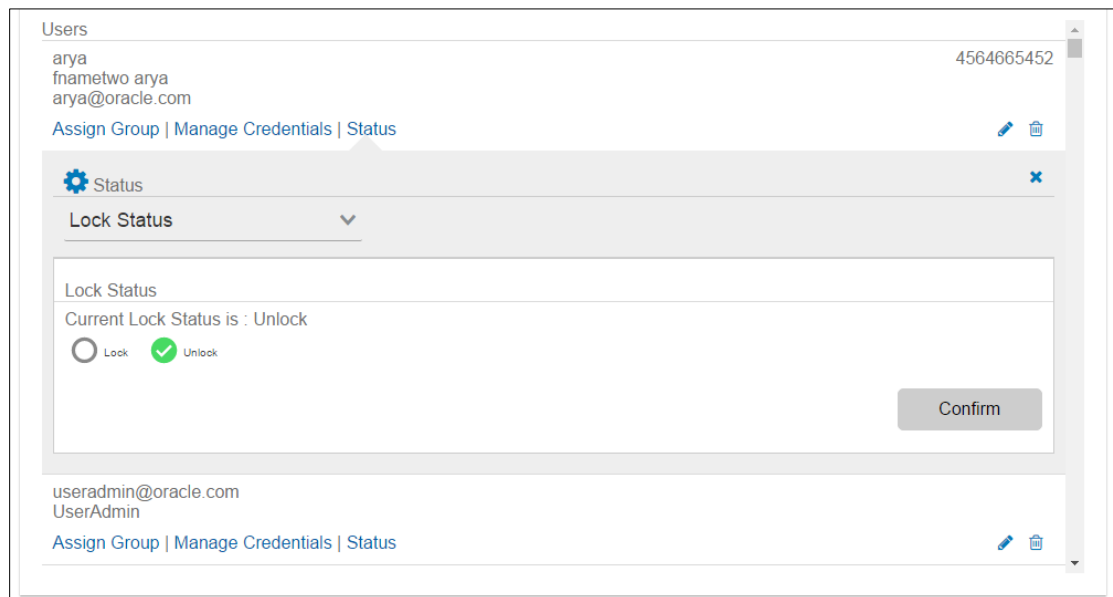 Users
arya 4564665452
fnametwo arya
arya@oracle.com
Assign Group | Manage Credentials | Status
Status
Lock Status
Lock Status
Current Lock Status is : Unlock
Lock Unlock
Confirm
useradmin@oracle.com
UserAdmin
Assign Group | Manage Credentials | Status